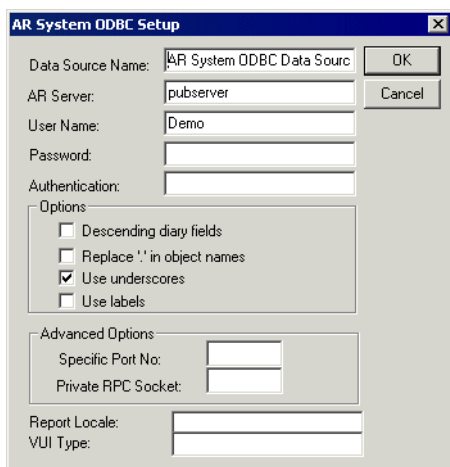 AR System ODBC Setup
Data Source Name: AR System ODBC Data Sourc
OK
AR Server: pubserver
Cancel
User Name: Demo
Password:
Authentication:
Options
Descending diary fields
Replace '.' in object names
Use underscores
Use labels
Advanced Options
Specific Port No:
Private RPC Socket:
Report Locale:
VUI Type: